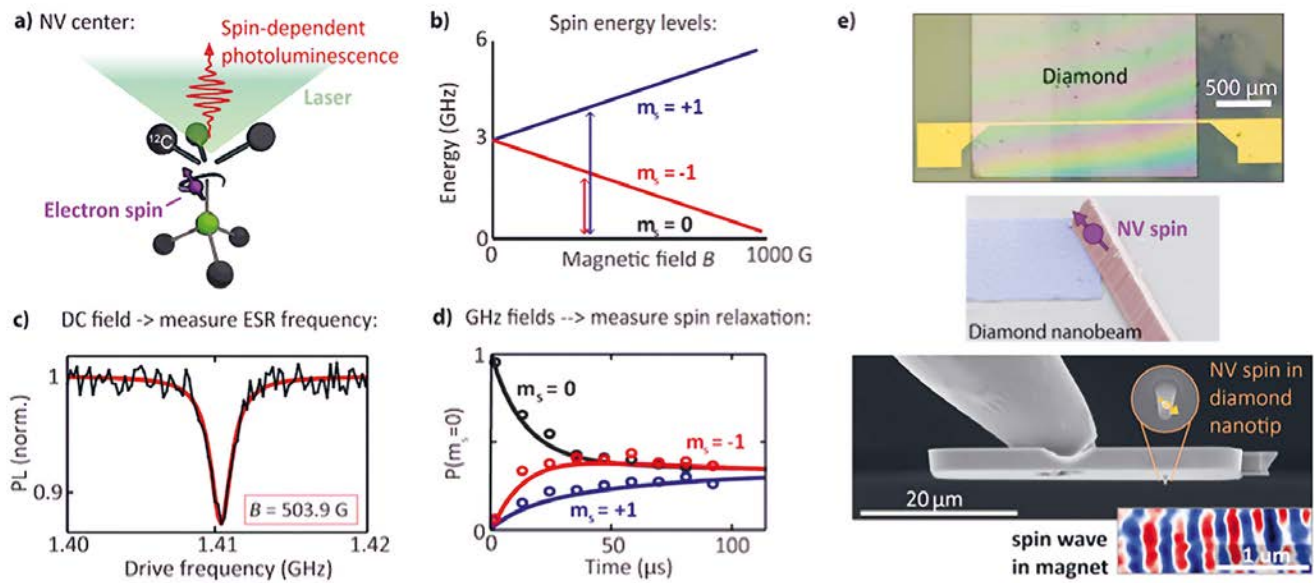 a) NV center:
Spin-dependent
photoluminescence
Laser
¹²C
Electron spin
b) Spin energy levels:
6
3
0
Energy (GHz)
mₛ = +1
mₛ = -1
mₛ = 0
0
Magnetic field B
1000 G
c) DC field -> measure ESR frequency:
1
0.9
PL (norm.)
B = 503.9 G
1.40
1.41
1.42
Drive frequency (GHz)
d) GHz fields --> measure spin relaxation:
1
0
P(mₛ=0)
mₛ = 0
mₛ = -1
mₛ = +1
0
50
100
Time (µs)
e)
Diamond
500 µm
NV spin
Diamond nanobeam
NV spin in
diamond
nanotip
20 µm
spin wave
in magnet
1 um